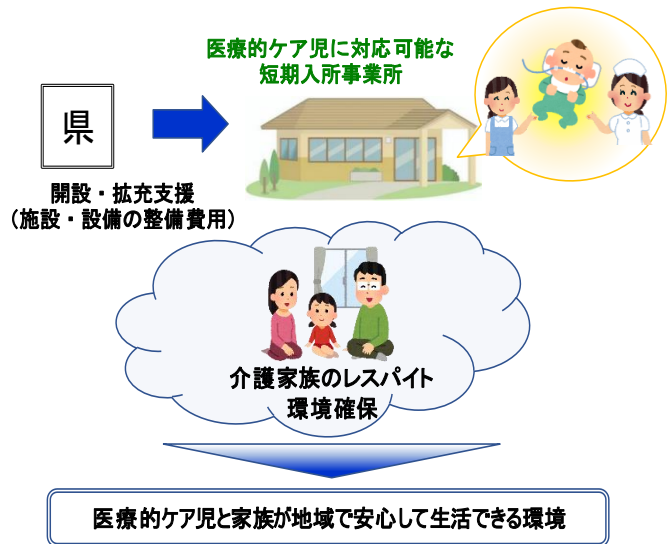 医療的ケア児に対応可能な
短期入所事業所
県
開設・拡充支援
（施設・設備の整備費用）
介護家族のレスパイト
環境確保
医療的ケア児と家族が地域で安心して生活できる環境